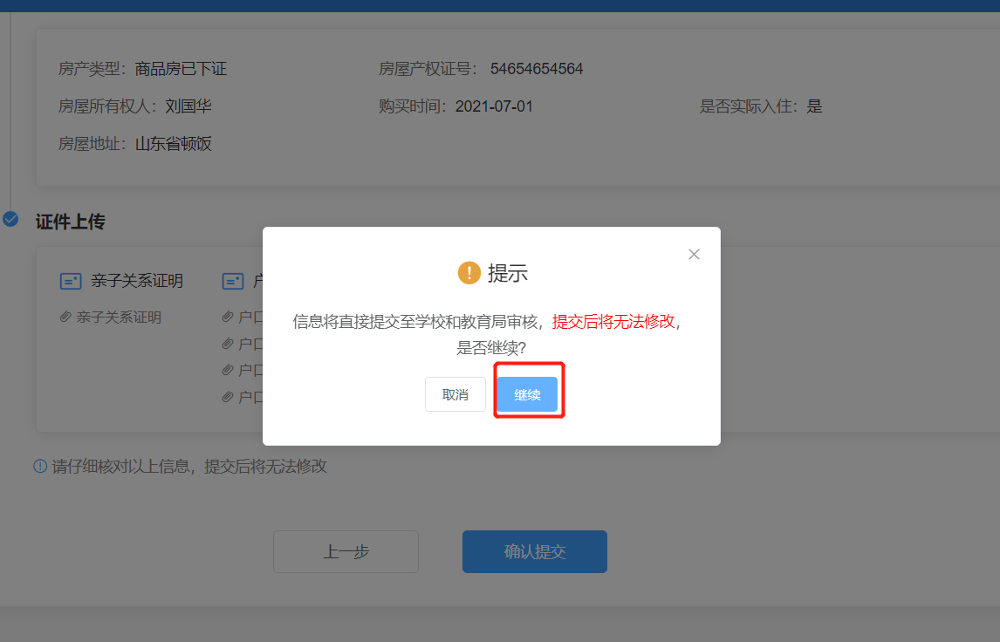 房产类型：商品房已下证 房屋产权证号： 54654654564
房屋所有权人：刘国华 购买时间：2021-07-01 是否实际入住：是
房屋地址：山东省顿饭
证件上传
亲子关系证明 户
亲子关系证明 户口
户口
户口
户口
提示
信息将直接提交至学校和教育局审核，提交后将无法修改，
是否继续?
取消 继续
请仔细核对以上信息，提交后将无法修改
上一步 确认提交